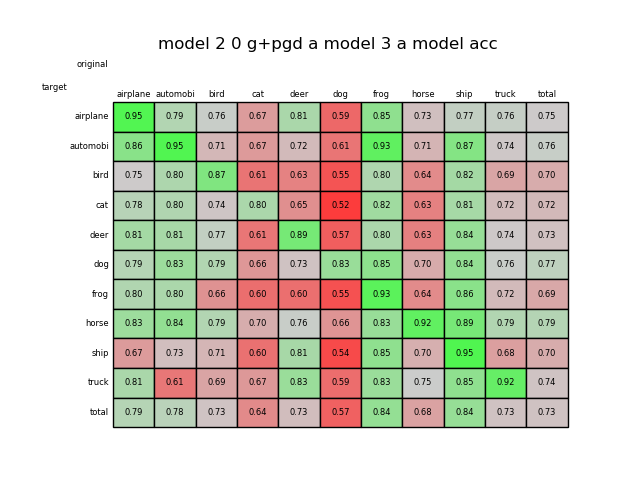 model 2 0 g+pgd a model 3 a model acc
original
target
airplane automobi bird cat deer dog frog horse ship truck total
airplane 0.95 0.79 0.76 0.67 0.81 0.59 0.85 0.73 0.77 0.76 0.75
automobi 0.86 0.95 0.71 0.67 0.72 0.61 0.93 0.71 0.87 0.74 0.76
bird 0.75 0.80 0.87 0.61 0.63 0.55 0.80 0.64 0.82 0.69 0.70
cat 0.78 0.80 0.74 0.80 0.65 0.52 0.82 0.63 0.81 0.72 0.72
deer 0.81 0.81 0.77 0.61 0.89 0.57 0.80 0.63 0.84 0.74 0.73
dog 0.79 0.83 0.79 0.66 0.73 0.83 0.85 0.70 0.84 0.76 0.77
frog 0.80 0.80 0.66 0.60 0.60 0.55 0.93 0.64 0.86 0.72 0.69
horse 0.83 0.84 0.79 0.70 0.76 0.66 0.83 0.92 0.89 0.79 0.79
ship 0.67 0.73 0.71 0.60 0.81 0.54 0.85 0.70 0.95 0.68 0.70
truck 0.81 0.61 0.69 0.67 0.83 0.59 0.83 0.75 0.85 0.92 0.74
total 0.79 0.78 0.73 0.64 0.73 0.57 0.84 0.68 0.84 0.73 0.73